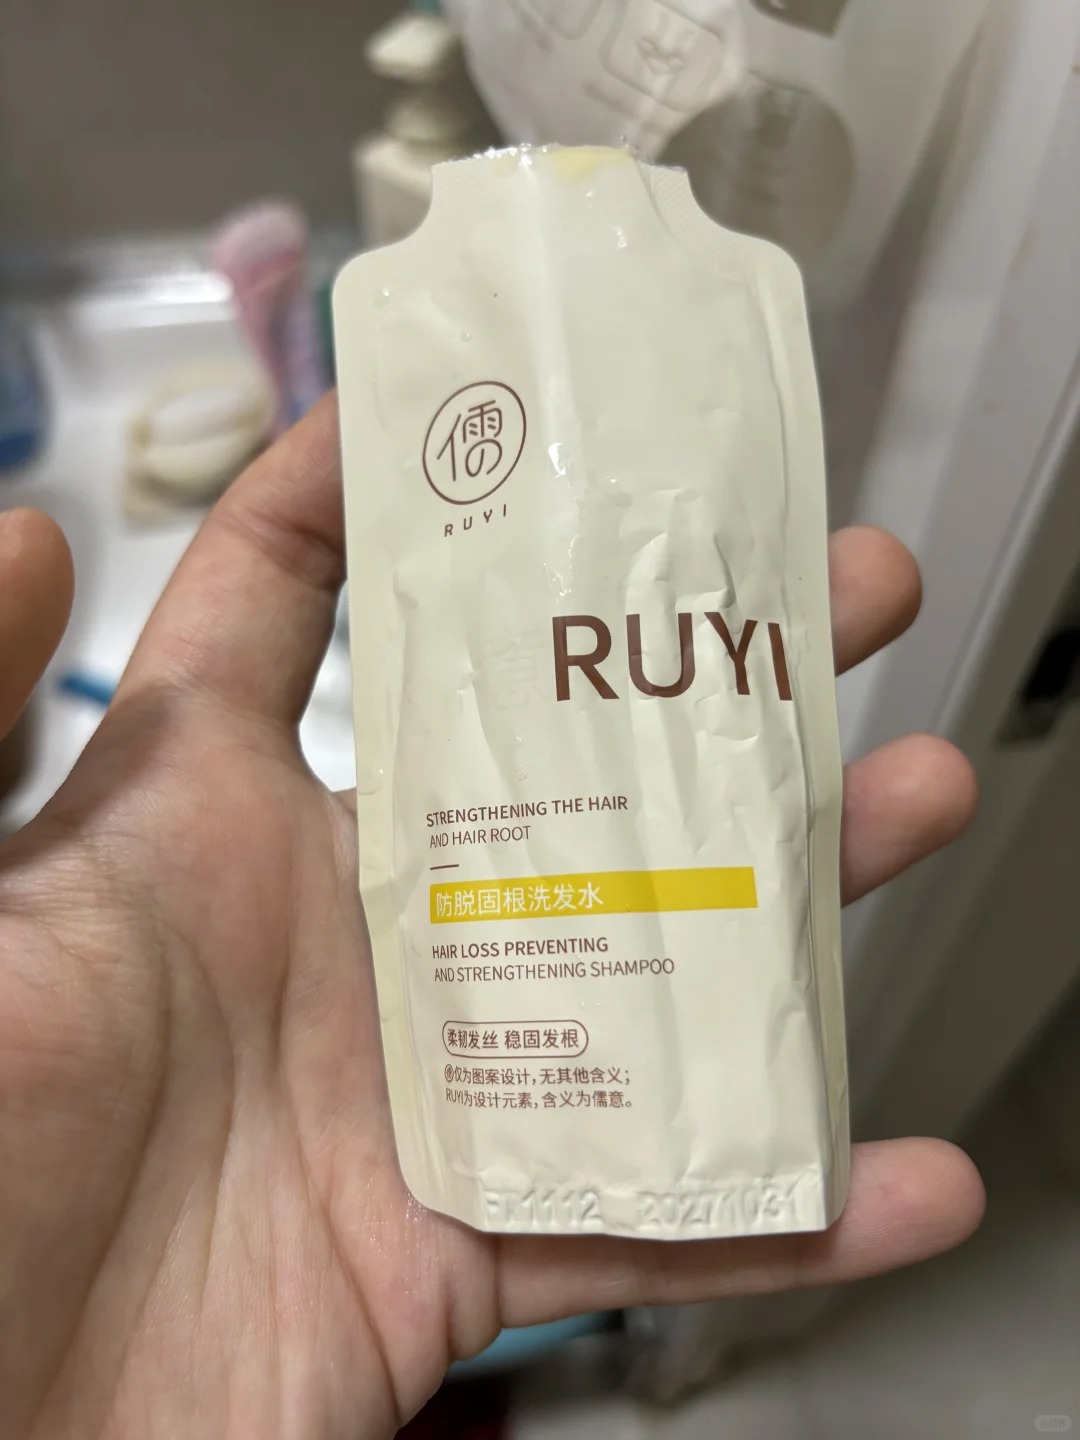 儒
RUYI
RUYI
STRENGTHENING THE HAIR
AND HAIR ROOT
防脱固根洗发水
HAIR LOSS PREVENTING
AND STRENGTHENING SHAMPOO
柔韧发丝 稳固发根
仅为图案设计，无其他含义；
RUYI为设计元素，含义为儒意。
1112 20271031